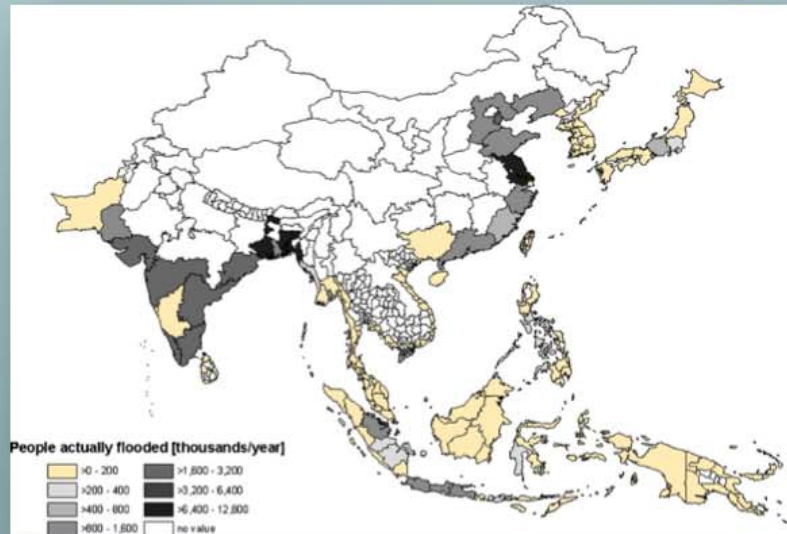 People actually flooded [thousands/year]
>0 - 200 >1,600 - 3,200
>200 - 400 >3,200 - 6,400
>400 - 800 >6,400 - 12,800
>800 - 1,600 no value